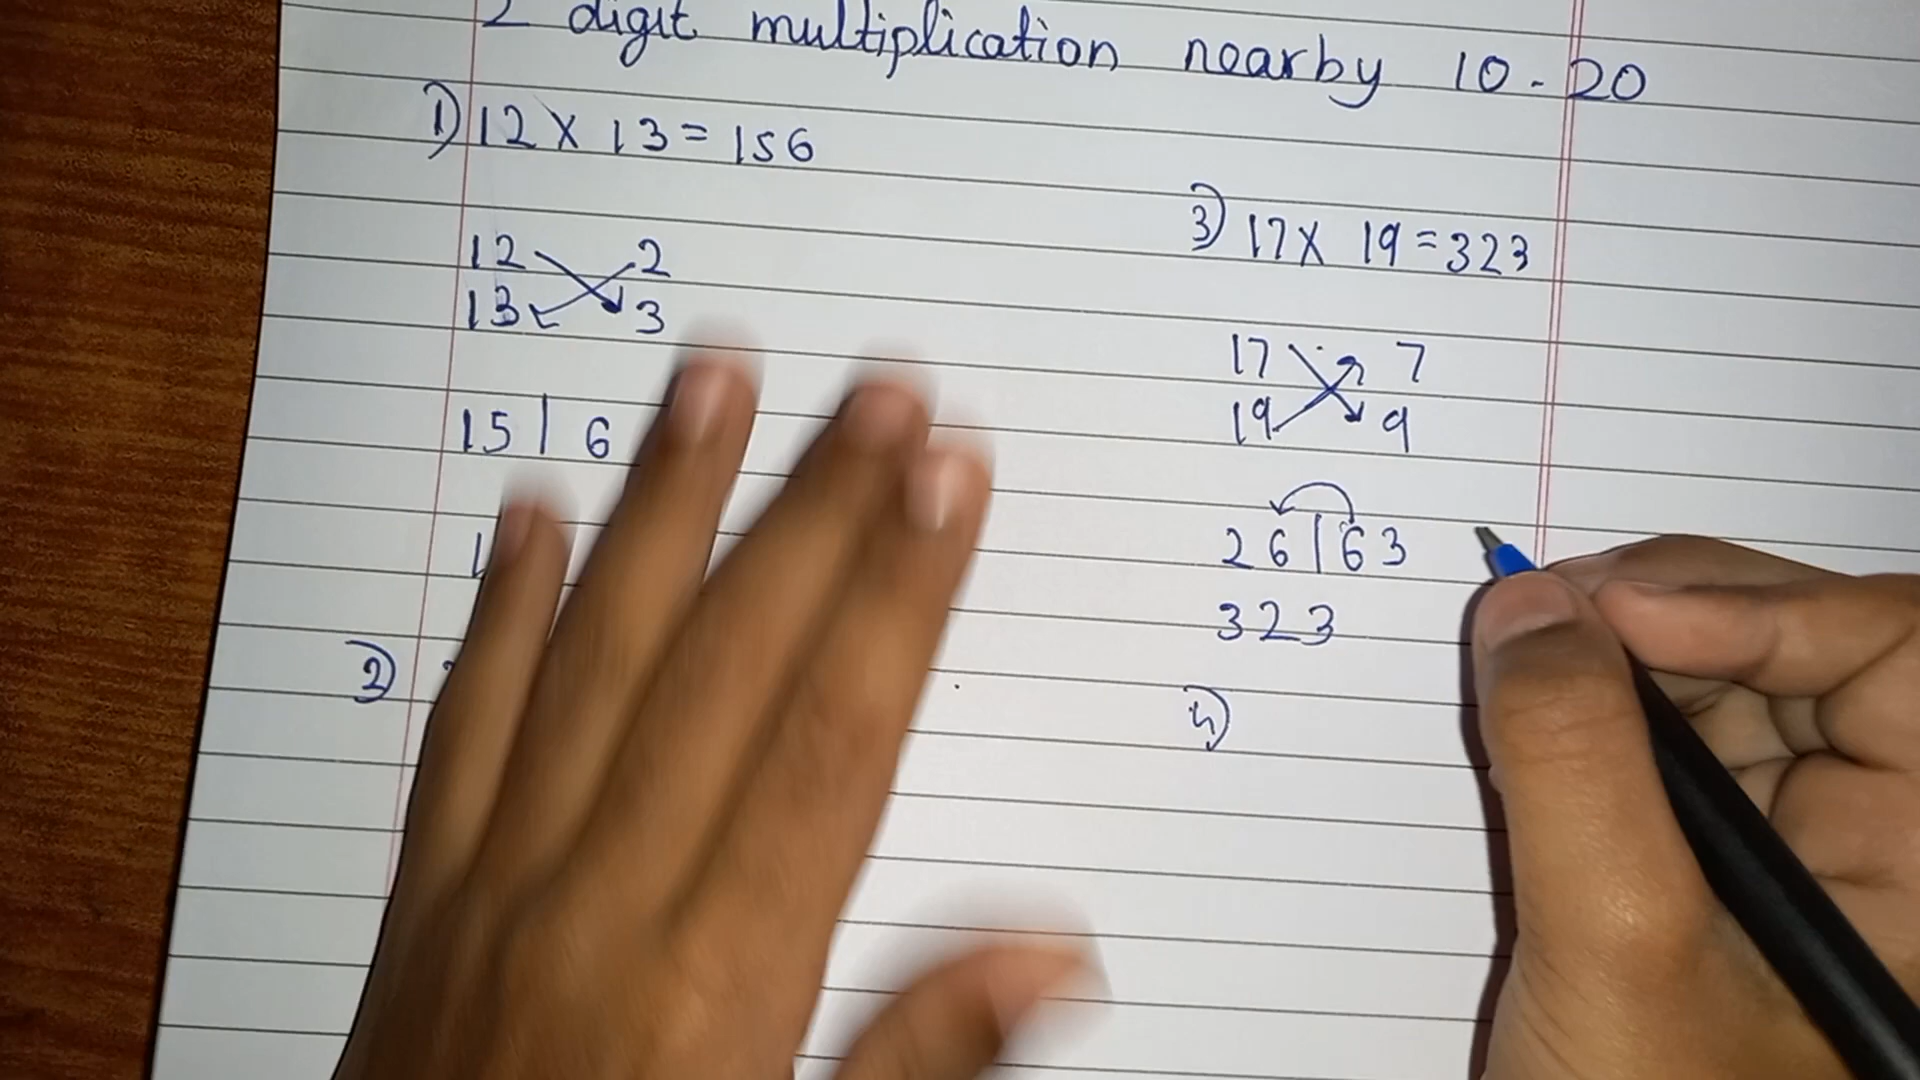 2 digit multiplication nearby 10-20
1) 12 X 13 = 156
12 2
13 3
15 | 6
2)
3) 17 X 19 = 323
17 7
19 9
26 | 63
323
4)